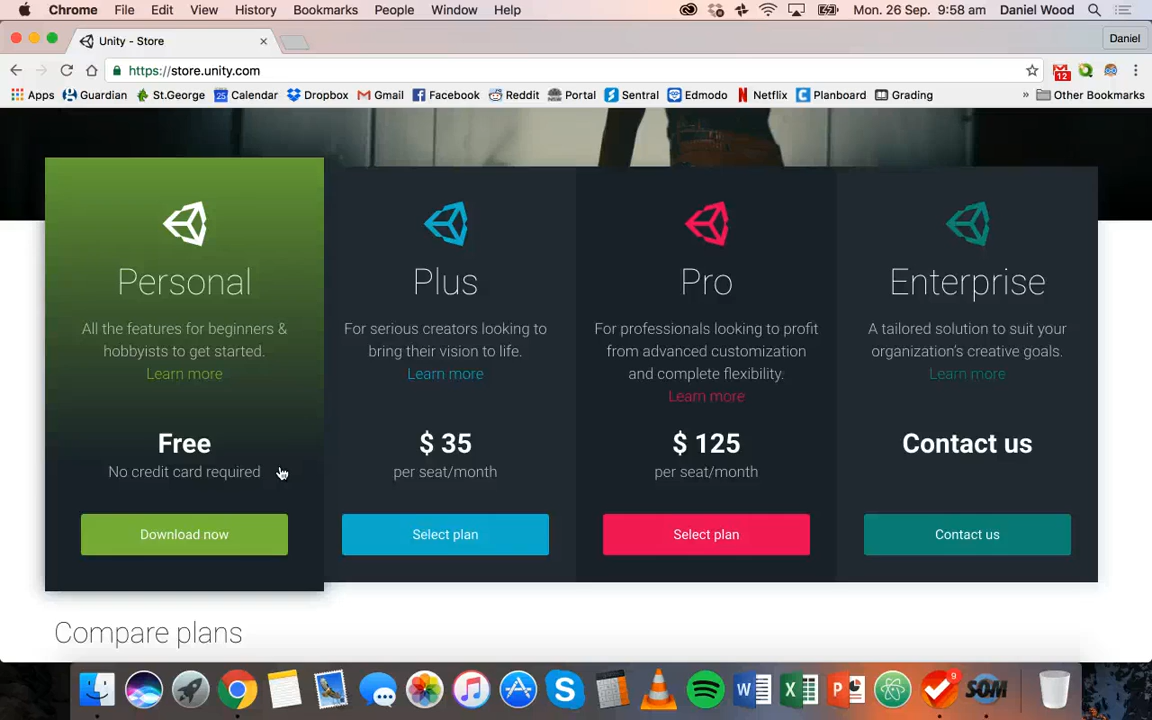 Chrome File Edit View History Bookmarks People Window Help Mon. 26 Sep. 9:58 am Daniel Wood
Unity - Store Daniel
https://store.unity.com 12
Apps Guardian St.George 25 Calendar Dropbox Gmail Facebook Reddit Portal Sentral Edmodo Netflix Planboard Grading » Other Bookmarks
Personal
All the features for beginners &
hobbyists to get started.
Learn more
Free
No credit card required
Download now
Plus
For serious creators looking to
bring their vision to life.
Learn more
$ 35
per seat/month
Select plan
Pro
For professionals looking to profit
from advanced customization
and complete flexibility.
Learn more
$ 125
per seat/month
Select plan
Enterprise
A tailored solution to suit your
organization's creative goals.
Learn more
Contact us
Contact us
Compare plans
9
SOM